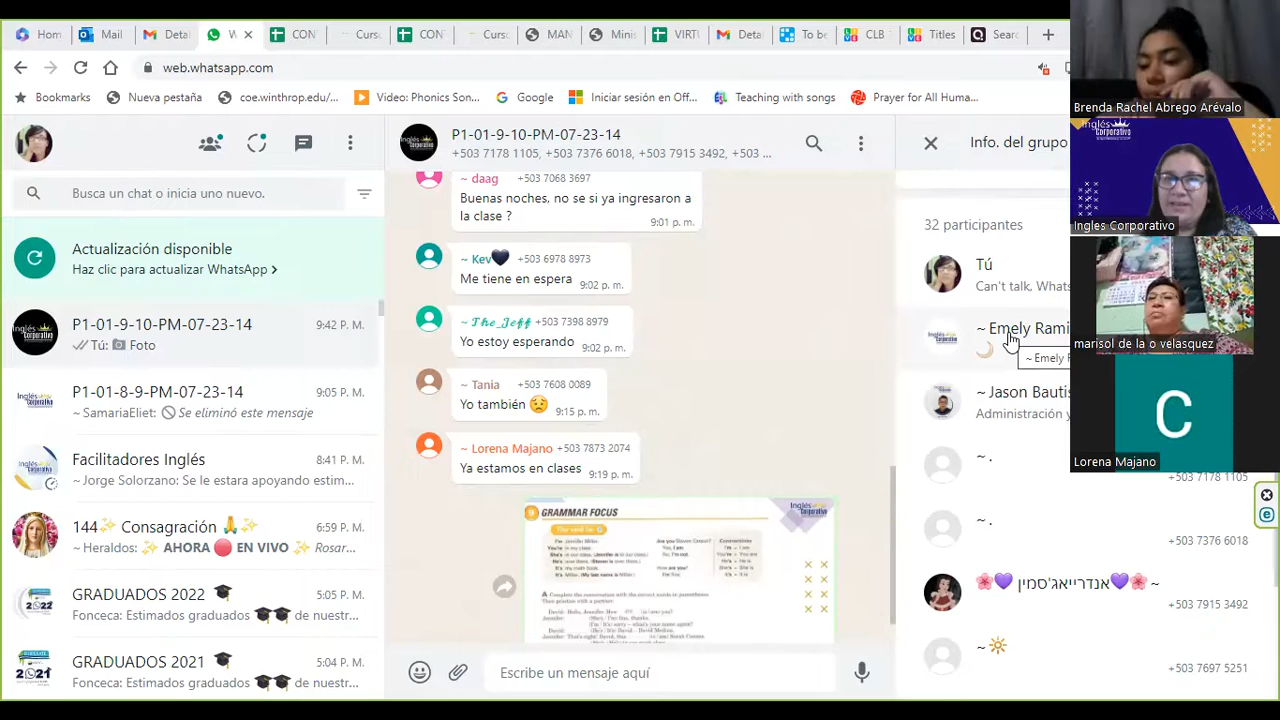 Hom
Mail
Detal
W
CON
Curso
CON
Curso
MAN
Minis
VIRTU
Detal
To be
CLB T
Titles
Searc
web.whatsapp.com
Bookmarks
Nueva pestaña
coe.winthrop.edu/...
Video: Phonics Son...
Google
Iniciar sesión en Off...
Teaching with songs
Prayer for All Huma...
P1-01-9-10-PM-07-23-14
+503 7178 1105, +503 7376 6018, +503 7915 3492, +503 ...
Info. del grupo
Busca un chat o inicia uno nuevo.
Actualización disponible
Haz clic para actualizar WhatsApp
P1-01-9-10-PM-07-23-14
9:42 P. M.
Tú: Foto
P1-01-8-9-PM-07-23-14
9:05 P. M.
~ SamariaEliet: Se eliminó este mensaje
Facilitadores Inglés
8:41 P. M.
~ Jorge Solorzano: Se le estara apoyando estim...
144 Consagración 🙏✨
6:59 P. M.
~ Heraldos: ✨ AHORA 🔴 EN VIVO ✨ Rosar...
GRADUADOS 2022 🎓
5:05 P. M.
Fonceca: Estimados graduados 🎓🎓 de nuestr...
GRADUADOS 2021 🎓
5:04 P. M.
Fonceca: Estimados graduados 🎓🎓 de nuestr...
~ daag +503 7068 3697
Buenas noches, no se si ya ingresaron a
la clase ?
9:01 p. m.
~ Kev🖤 +503 6978 8973
Me tiene en espera
9:02 p. m.
~ 𝓣𝓱𝓮_𝓙𝓮𝓯𝓯 +503 7398 8979
Yo estoy esperando
9:02 p. m.
~ Tania +503 7608 0089
Yo también 😟
9:15 p. m.
~ Lorena Majano +503 7873 2074
Ya estamos en clases
9:19 p. m.
GRAMMAR FOCUS
Escribe un mensaje aquí
32 participantes
Tú
Can't talk, Whats
~ Emely Rami
~ Emely R
~ Jason Bautis
Administración y
~ .
+503 7178 1105
~ .
+503 7376 6018
🌸💜אנדרייאג'סמין💜🌸 ~
+503 7915 3492
~🔆
+503 7697 5251
Brenda Rachel Abrego Arévalo
Inglés
Corporativo
Ingles Corporativo
marisol de la o velasquez
C
Lorena Majano